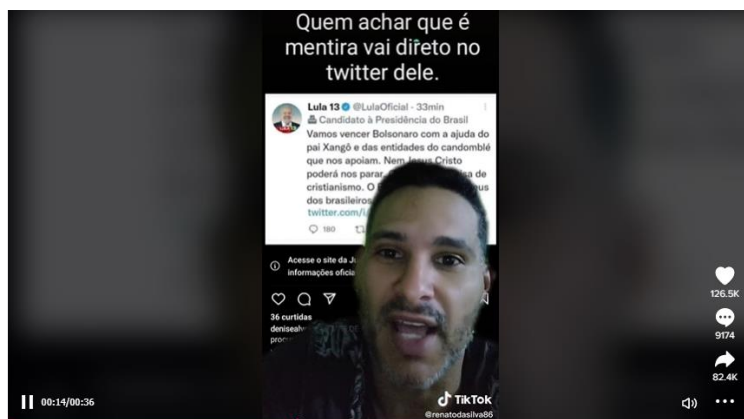 Quem achar que é
mentira vai direto no
twitter dele.
Lula 13 @LulaOficial · 33min
Candidato à Presidência do Brasil
Vamos vencer Bolsonaro com a ajuda do
pai Xangô e das entidades do candomblé
que nos apoiam. Nem Jesus Cristo
poderá nos parar.
cristianismo. O
dos brasileiros
twitter.com/i/
180
Acesse o site da
informações
36 curtidas
126.5K
9174
82.4K
00:14/00:36
TikTok
@renatodasilva86